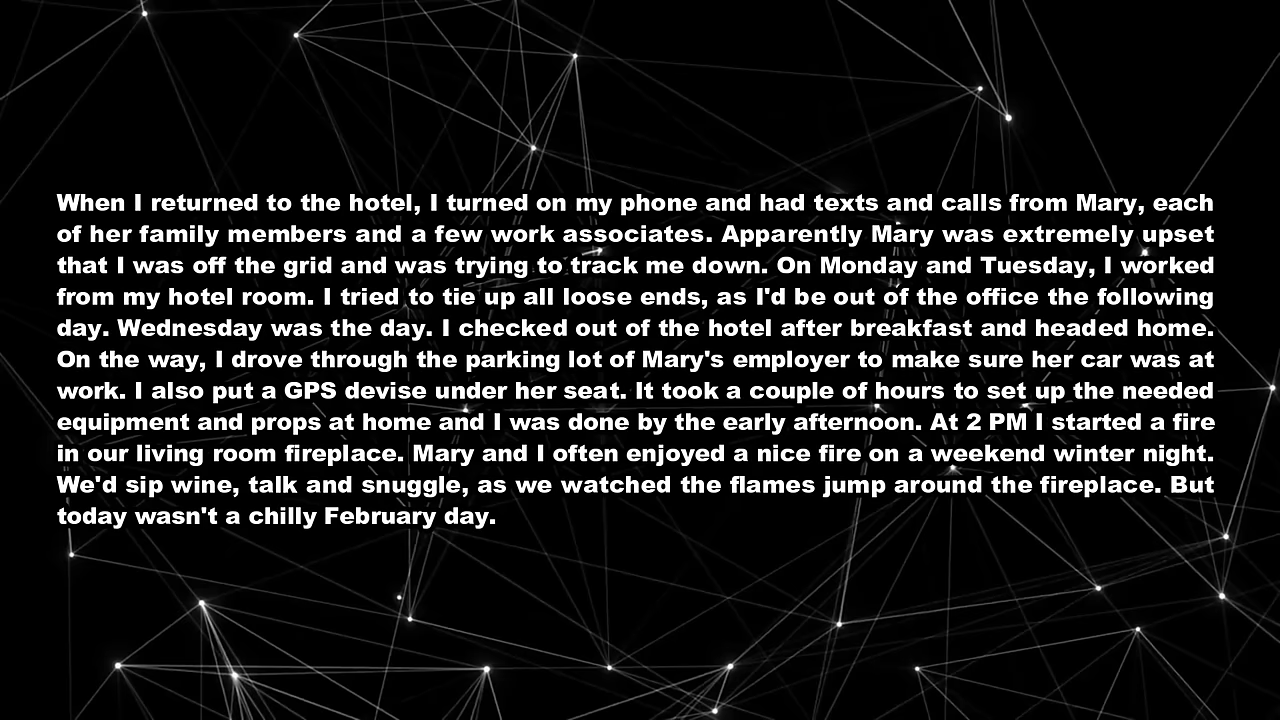 When I returned to the hotel, I turned on my phone and had texts and calls from Mary, each
of her family members and a few work associates. Apparently Mary was extremely upset
that I was off the grid and was trying to track me down. On Monday and Tuesday, I worked
from my hotel room. I tried to tie up all loose ends, as I'd be out of the office the following
day. Wednesday was the day. I checked out of the hotel after breakfast and headed home.
On the way, I drove through the parking lot of Mary's employer to make sure her car was at
work. I also put a GPS devise under her seat. It took a couple of hours to set up the needed
equipment and props at home and I was done by the early afternoon. At 2 PM I started a fire
in our living room fireplace. Mary and I often enjoyed a nice fire on a weekend winter night.
We'd sip wine, talk and snuggle, as we watched the flames jump around the fireplace. But
today wasn't a chilly February day.